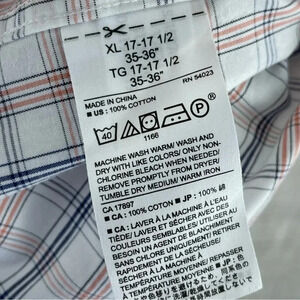 XL 17-17 1/2
35-36"
TG 17-17 1/2
35-36"
RN 54023
MADE IN CHINA
■ US : 100% COTTON
40
1166
P
MACHINE WASH WARM/ WASH AND
DRY WITH LIKE COLORS/ ONLY NON-
CHLORINE BLEACH WHEN NEEDED/
REMOVE PROMPTLY FROM DRYER/
TUMBLE DRY MEDIUM/ WARM IRON
CA 17897
■ CA : 100% COTON ■ JP : 100% 綿
■ CA : LAVER À LA MACHINE À L'EAU
TIÈDE/ LAVER ET SÉCHER AVEC DES
COULEURS SEMBLABLES/ AU
BESOIN UN AGENT DE BLANCHIMENT
SANS CHLORE UNIQUEMENT/
RETIRER RAPIDEMENT DE LA
SÉCHEUSE/ SÉCHER PAR CULBUTAGE
À TEMPÉRATURE MOYENNE/ REPASSER
À TEMPÉRATURE MOYENNE